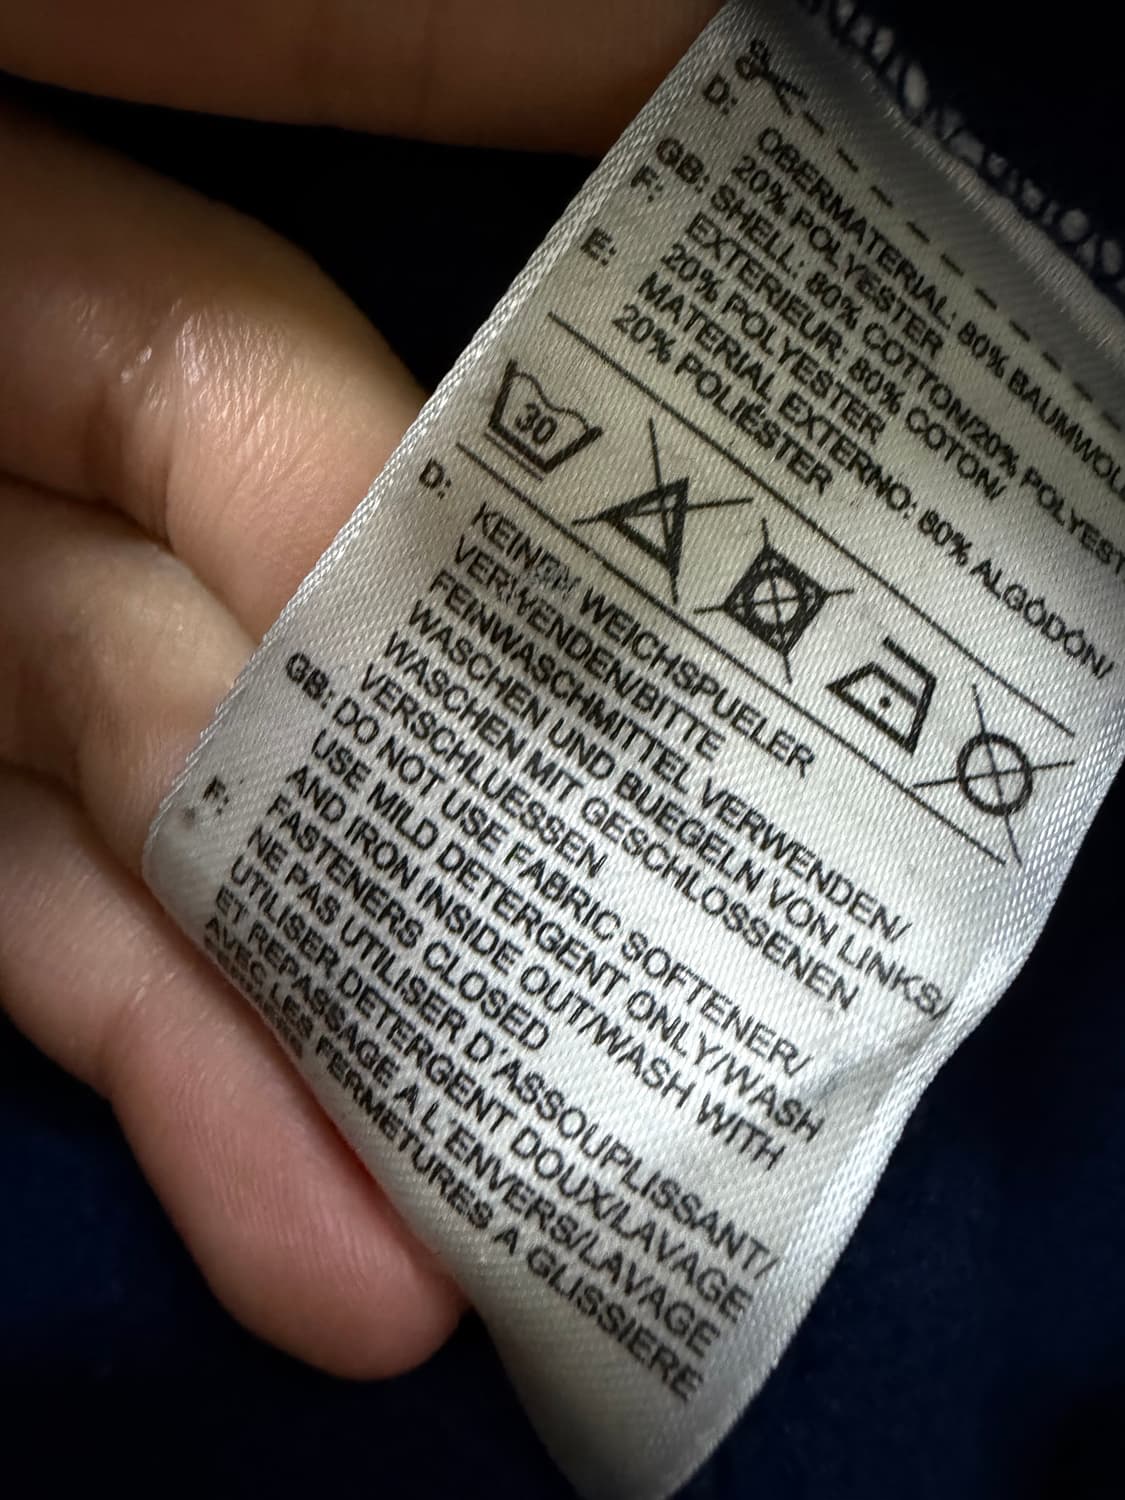 D: OBERMATERIAL: 80% BAUMWOL
20% POLYESTER
GB: SHELL: 80% COTTON/20% POLYEST
F: EXTERIEUR: 80% COTON/
20% POLYESTER
E: MATERIAL EXTERNO: 80% ALGODÓN/
20% POLIÉSTER
30
D: KEINEN WEICHSPUELER
VERWENDEN/BITTE
FEINWASCHMITTEL VERWENDEN/
WASCHEN UND BUEGELN VON LINKS/
WASCHEN MIT GESCHLOSSENEN
VERSCHLUESSEN
GB: DO NOT USE FABRIC SOFTENER/
USE MILD DETERGENT ONLY/WASH
AND IRON INSIDE OUT/WASH WITH
FASTENERS CLOSED
F: NE PAS UTILISER D'ASSOUPLISSANT/
UTILISER DETERGENT DOUX/LAVAGE
ET REPASSAGE A L ENVERS/LAVAGE
AVEC LES FERMETURES A GLISSIERE